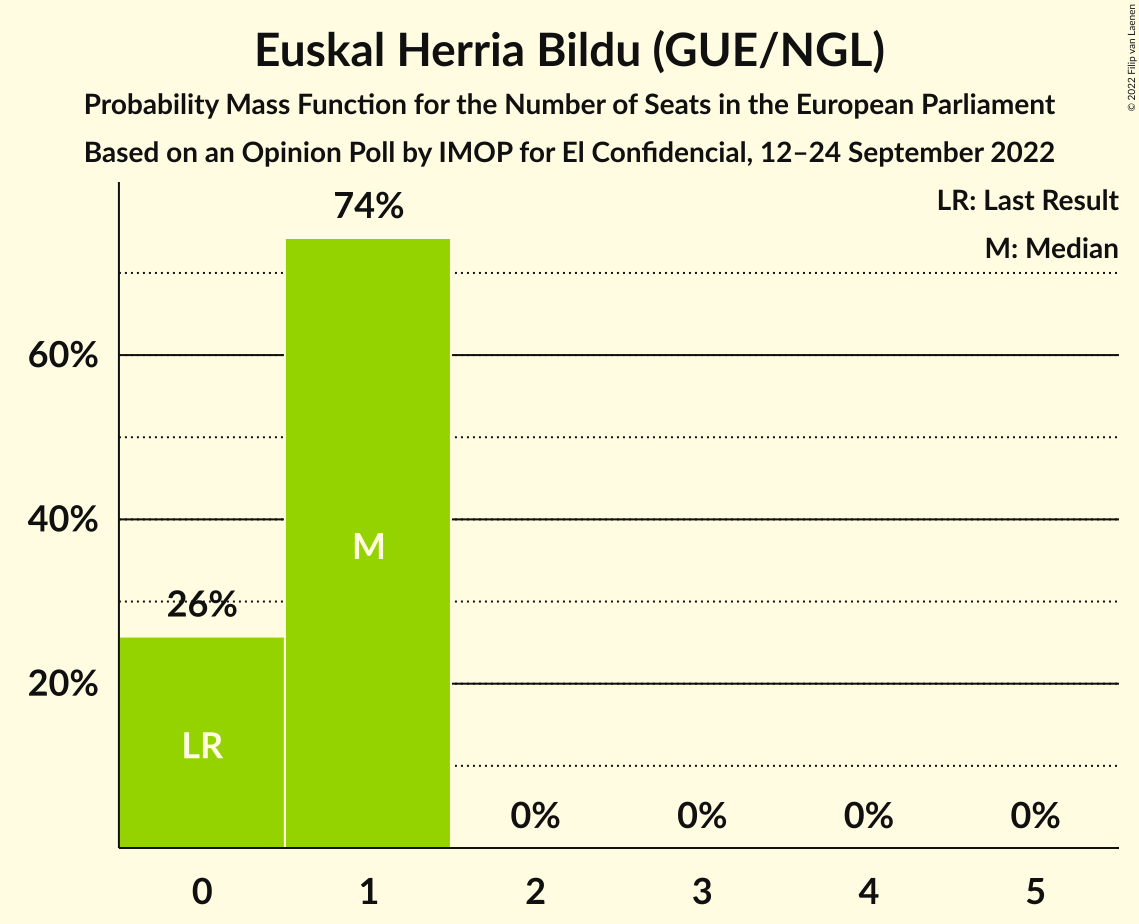 Euskal Herria Bildu (GUE/NGL)
Probability Mass Function for the Number of Seats in the European Parliament
Based on an Opinion Poll by IMOP for El Confidencial, 12–24 September 2022
© 2022 Filip van Laenen
LR: Last Result
M: Median
74%
60%
40%
M
26%
20%
LR
0% 0% 0% 0%
0 1 2 3 4 5